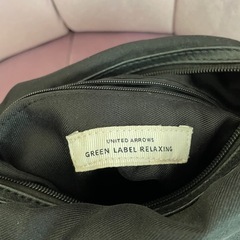 UNITED ARROWS
GREEN LABEL RELAXING